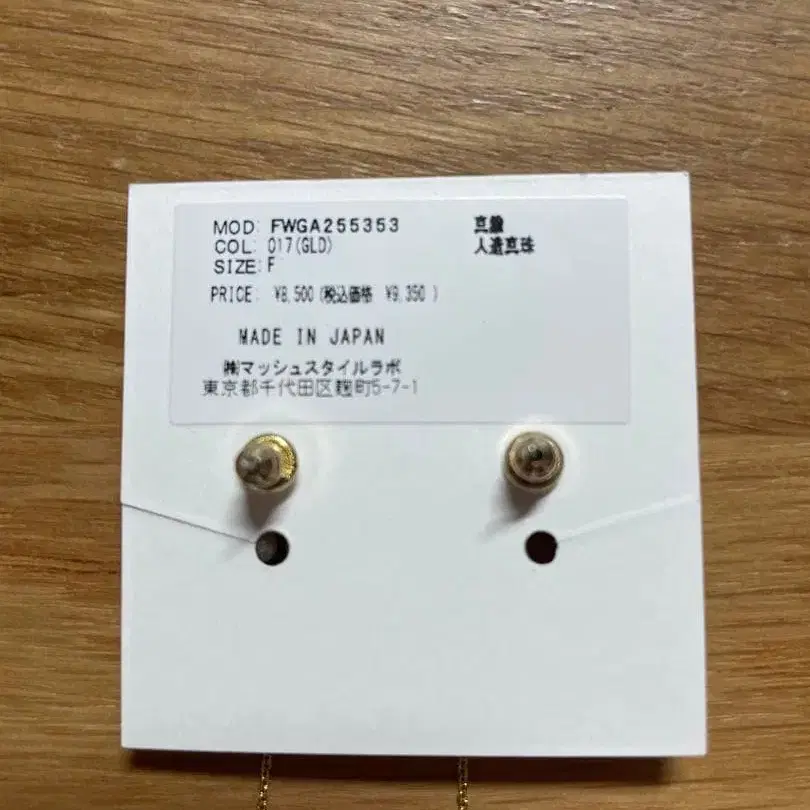 MOD: FWGA255353
COL: 017(GLD)
SIZE:F
PRICE: ¥8,500(税込価格 ¥9,350 )
真鍮
人造真珠
MADE IN JAPAN
㈱マッシュスタイルラボ
東京都千代田区麹町5-7-1